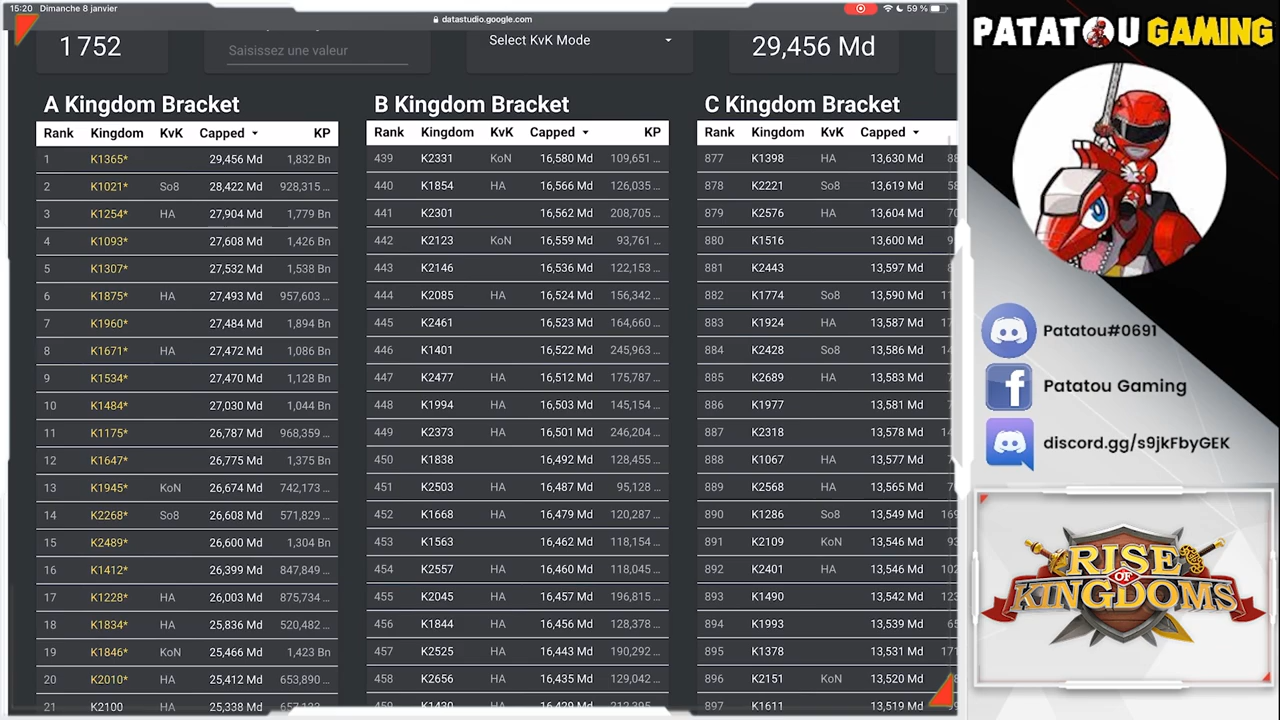 15:20 Dimanche 8 janvier
59 %
datastudio.google.com
1 752
Saisissez une valeur
Select KvK Mode
29,456 Md
A Kingdom Bracket
Rank Kingdom KvK Capped KP
1 K1365* 29,456 Md 1,832 Bn
2 K1021* So8 28,422 Md 928,315 ...
3 K1254* HA 27,904 Md 1,779 Bn
4 K1093* 27,608 Md 1,426 Bn
5 K1307* 27,532 Md 1,538 Bn
6 K1875* HA 27,493 Md 957,603 ...
7 K1960* 27,484 Md 1,894 Bn
8 K1671* HA 27,472 Md 1,086 Bn
9 K1534* 27,470 Md 1,128 Bn
10 K1484* 27,030 Md 1,044 Bn
11 K1175* 26,787 Md 968,359 ...
12 K1647* 26,775 Md 1,375 Bn
13 K1945* KoN 26,674 Md 742,173 ...
14 K2268* So8 26,608 Md 571,829 ...
15 K2489* 26,600 Md 1,304 Bn
16 K1412* 26,399 Md 847,849 ...
17 K1228* HA 26,003 Md 875,734 ...
18 K1834* HA 25,836 Md 520,482 ...
19 K1846* KoN 25,466 Md 1,423 Bn
20 K2010* HA 25,412 Md 653,890 ...
21 K2100 HA 25,338 Md
B Kingdom Bracket
Rank Kingdom KvK Capped KP
439 K2331 KoN 16,580 Md 109,651 ...
440 K1854 HA 16,566 Md 126,035 ...
441 K2301 16,562 Md 208,705 ...
442 K2123 KoN 16,559 Md 93,761 ...
443 K2146 16,536 Md 122,153 ...
444 K2085 HA 16,524 Md 156,342 ...
445 K2461 16,523 Md 164,660 ...
446 K1401 16,522 Md 245,963 ...
447 K2477 HA 16,512 Md 175,787 ...
448 K1994 HA 16,503 Md 145,154 ...
449 K2373 HA 16,501 Md 246,204 ...
450 K1838 16,492 Md 128,455 ...
451 K2503 HA 16,487 Md 95,128 ...
452 K1668 HA 16,479 Md 120,287 ...
453 K1563 16,462 Md 118,154 ...
454 K2557 HA 16,460 Md 118,045 ...
455 K2045 HA 16,457 Md 196,815 ...
456 K1844 HA 16,456 Md 128,378 ...
457 K2525 HA 16,443 Md 190,292 ...
458 K2656 HA 16,435 Md 129,042 ...
459 K1430 HA 16,429 Md
C Kingdom Bracket
Rank Kingdom KvK Capped
877 K1398 HA 13,630 Md
878 K2221 So8 13,619 Md
879 K2576 HA 13,604 Md
880 K1516 13,600 Md
881 K2443 13,597 Md
882 K1774 So8 13,590 Md
883 K1924 HA 13,587 Md
884 K2428 So8 13,586 Md
885 K2689 HA 13,583 Md
886 K1977 13,581 Md
887 K2318 13,578 Md
888 K1067 HA 13,577 Md
889 K2568 HA 13,565 Md
890 K1286 So8 13,549 Md
891 K2109 KoN 13,546 Md
892 K2401 HA 13,546 Md
893 K1490 13,542 Md
894 K1993 13,539 Md
895 K1378 13,531 Md
896 K2151 KoN 13,520 Md
897 K1611 13,519 Md
PATATOU GAMING
Patatou#0691
Patatou Gaming
discord.gg/s9jkFbyGEK
RISE
OF
KINGDOMS